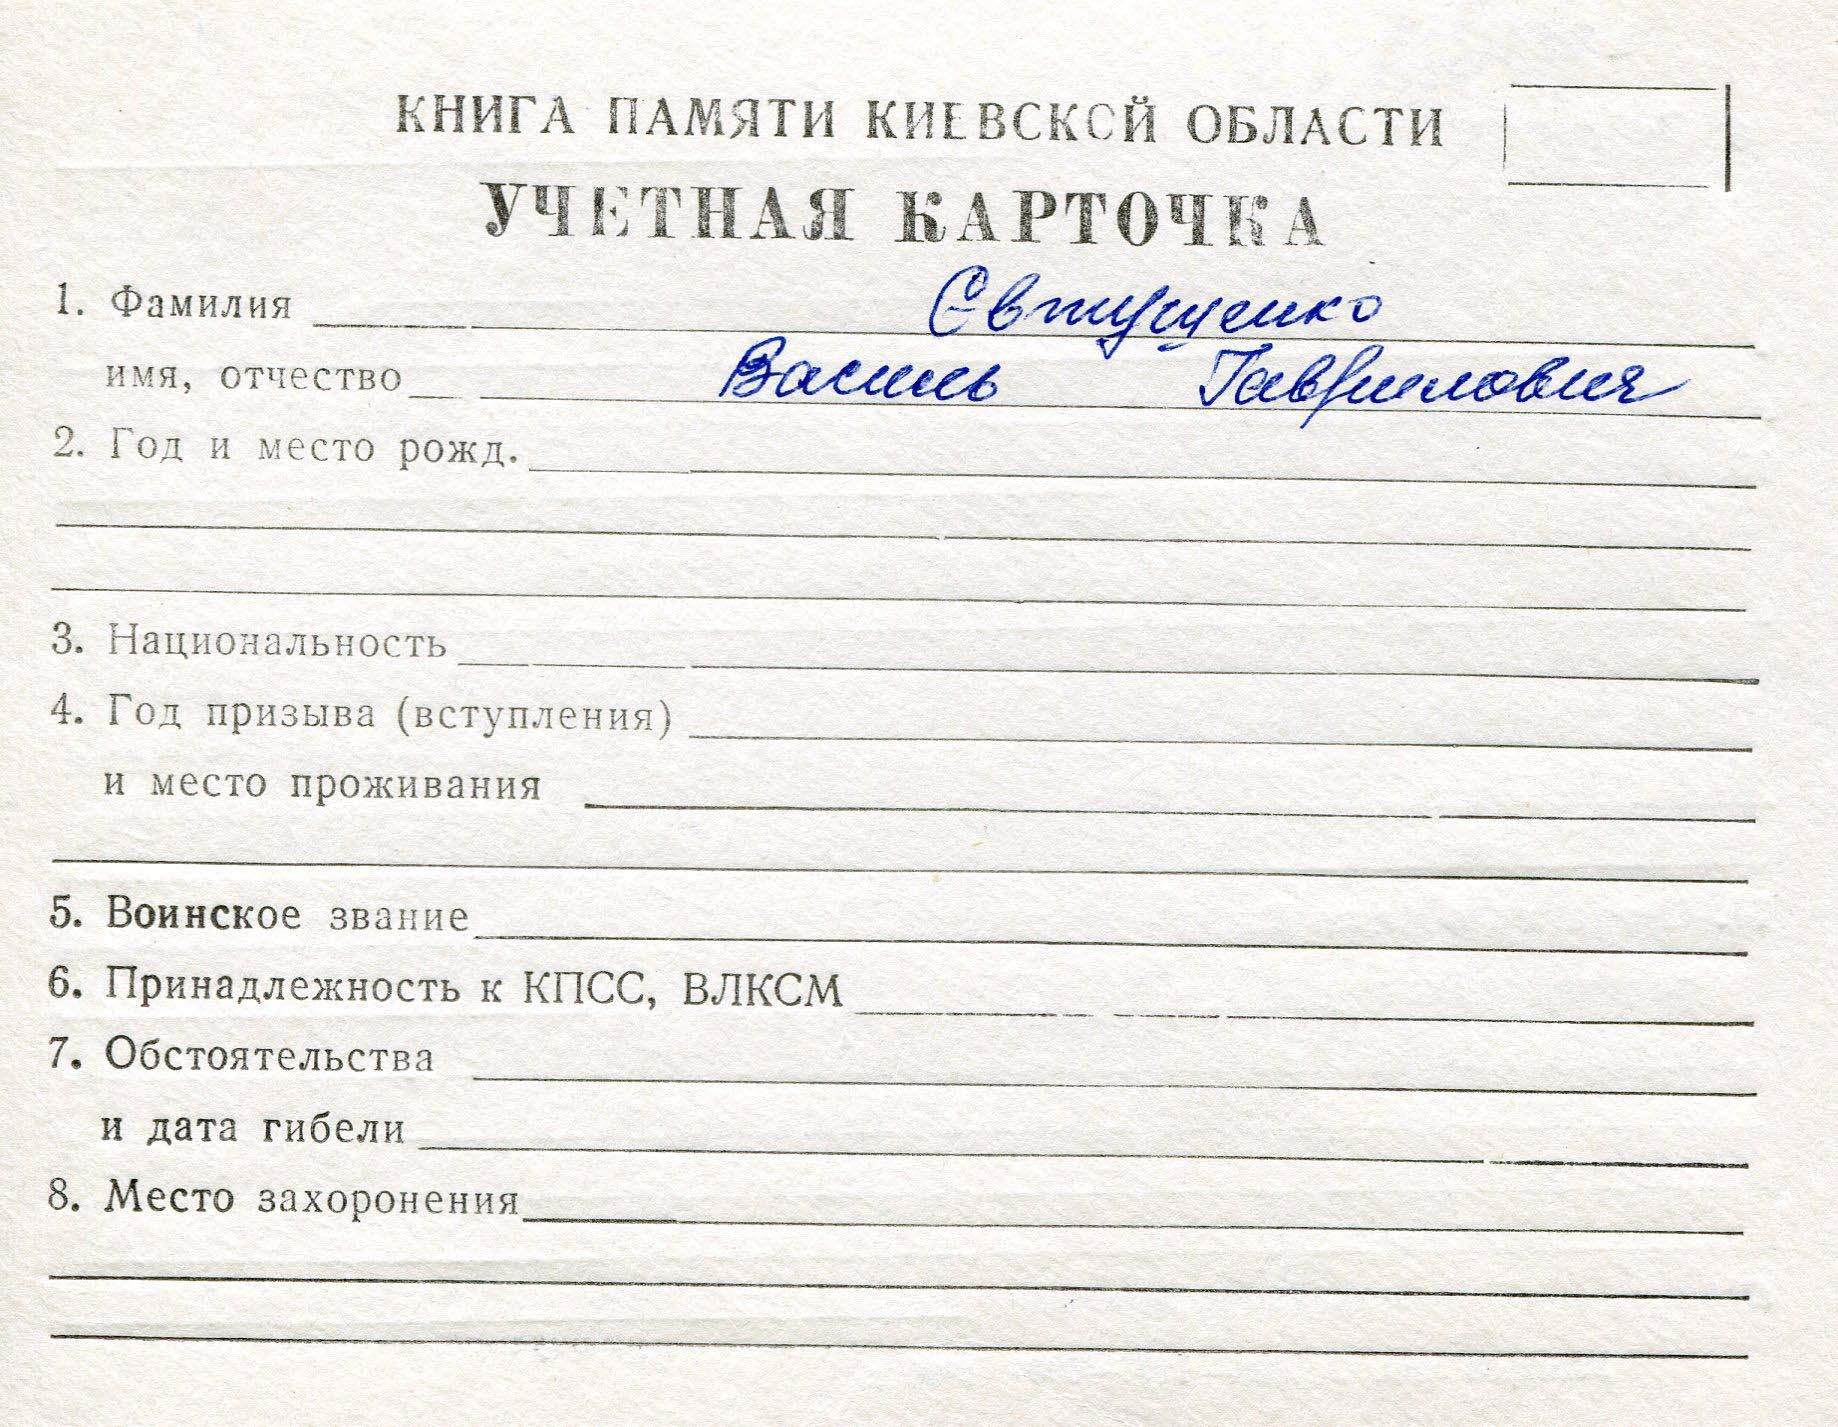 КНИГА ПАМЯТИ КИЕВСКОЙ ОБЛАСТИ
УЧЕТНАЯ КАРТОЧКА
1. Фамилия Євтущенко
имя, отчество Василь Гаврилович
2. Год и место рожд.
3. Национальность
4. Год призыва (вступления)
и место проживания
5. Воинское звание
6. Принадлежность к КПСС, ВЛКСМ
7. Обстоятельства
и дата гибели
8. Место захоронения